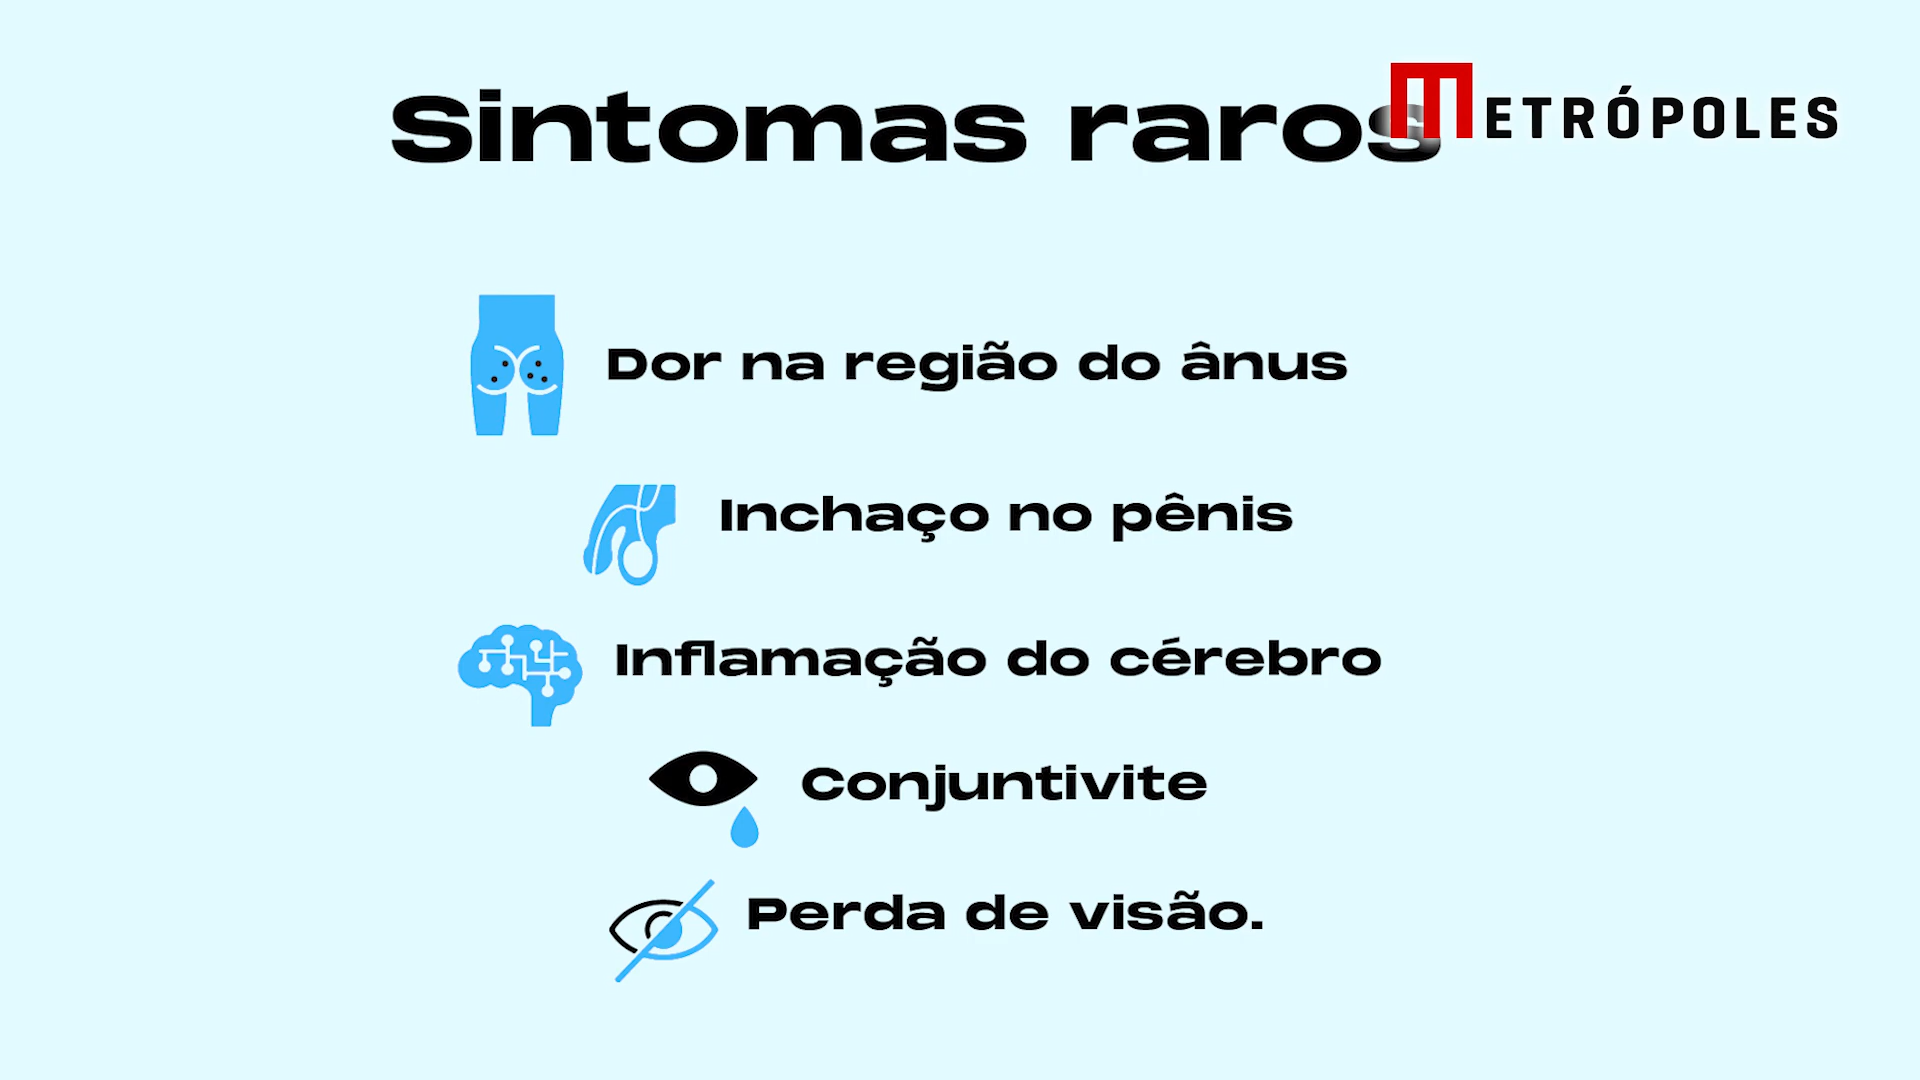 Sintomas raros
METRÓPOLES
Dor na região do ânus
Inchaço no pênis
Inflamação do cérebro
Conjuntivite
Perda de visão.